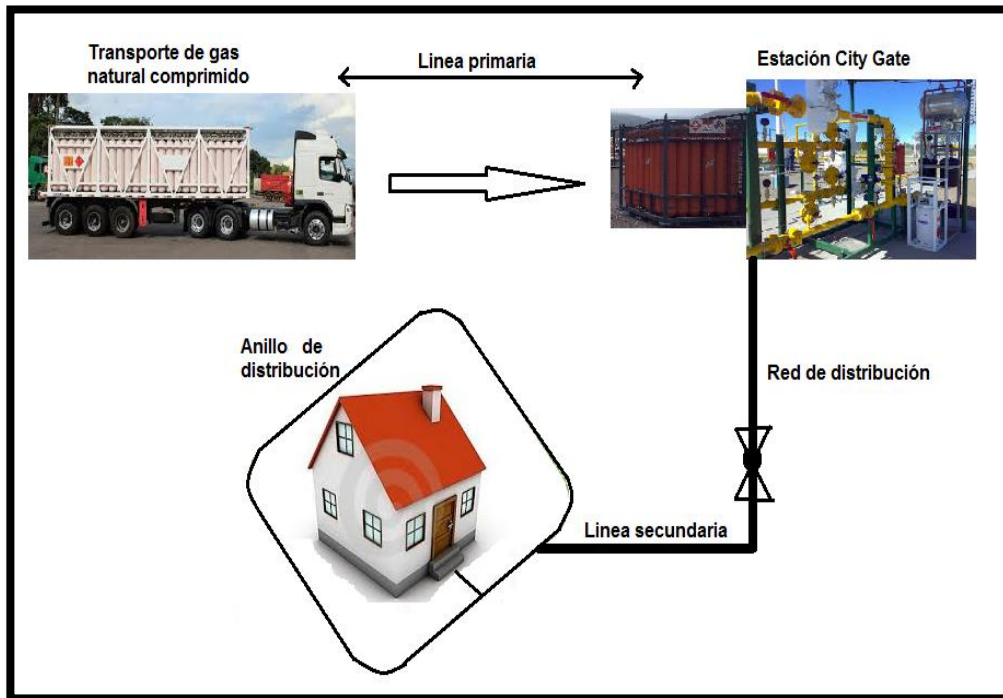 Transporte de gas
natural comprimido
Linea primaria
Estación City Gate
Anillo de
distribución
Red de distribución
Linea secundaria